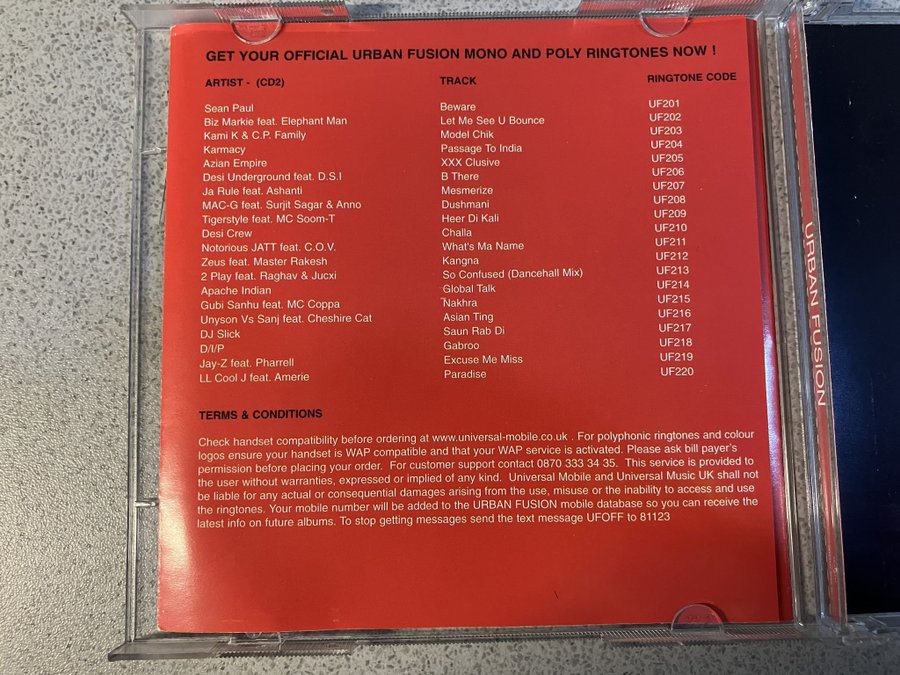 GET YOUR OFFICIAL URBAN FUSION MONO AND POLY RINGTONES NOW !
ARTIST - (CD2) TRACK RINGTONE CODE
Sean Paul Beware UF201
Biz Markie feat. Elephant Man Let Me See U Bounce UF202
Kami K & C.P. Family Model Chik UF203
Karmacy Passage To India UF204
Azian Empire XXX Clusive UF205
Desi Underground feat. D.S.I B There UF206
Ja Rule feat. Ashanti Mesmerize UF207
MAC-G feat. Surjit Sagar & Anno Dushmani UF208
Tigerstyle feat. MC Soom-T Heer Di Kali UF209
Desi Crew Challa UF210
Notorious JATT feat. C.O.V. What's Ma Name UF211
Zeus feat. Master Rakesh Kangna UF212
2 Play feat. Raghav & Jucxi So Confused (Dancehall Mix) UF213
Apache Indian Global Talk UF214
Gubi Sanhu feat. MC Coppa Nakhra UF215
Unyson Vs Sanj feat. Cheshire Cat Asian Ting UF216
DJ Slick Saun Rab Di UF217
D/I/P Gabroo UF218
Jay-Z feat. Pharrell Excuse Me Miss UF219
LL Cool J feat. Amerie Paradise UF220
TERMS & CONDITIONS
Check handset compatibility before ordering at www.universal-mobile.co.uk . For polyphonic ringtones and colour
logos ensure your handset is WAP compatible and that your WAP service is activated. Please ask bill payer's
permission before placing your order. For customer support contact 0870 333 34 35. This service is provided to
the user without warranties, expressed or implied of any kind. Universal Mobile and Universal Music UK shall not
be liable for any actual or consequential damages arising from the use, misuse or the inability to access and use
the ringtones. Your mobile number will be added to the URBAN FUSION mobile database so you can receive the
latest info on future albums. To stop getting messages send the text message UFOFF to 81123
URBAN FUSION